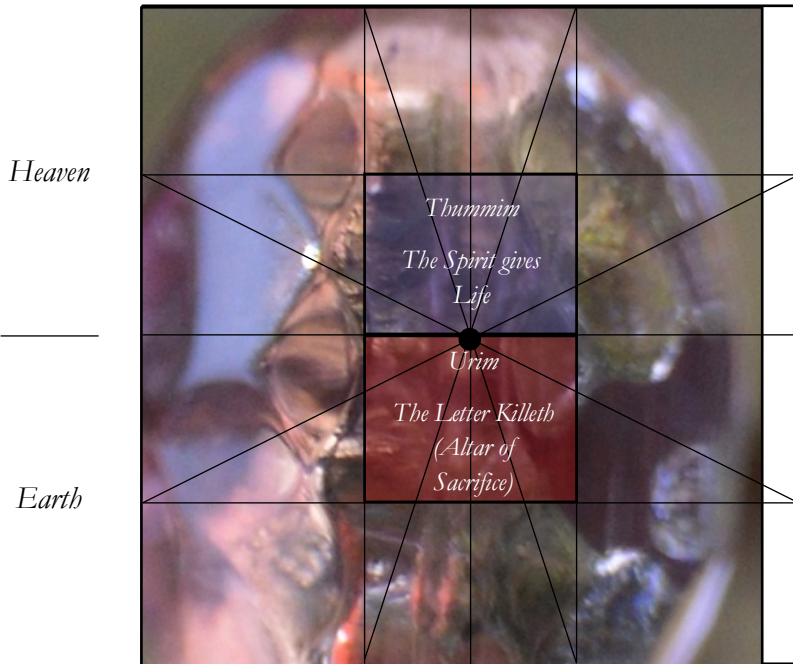 Heaven
Thummim
The Spirit gives
Life
Urim
The Letter Killeth
(Altar of
Sacrifice)
Earth